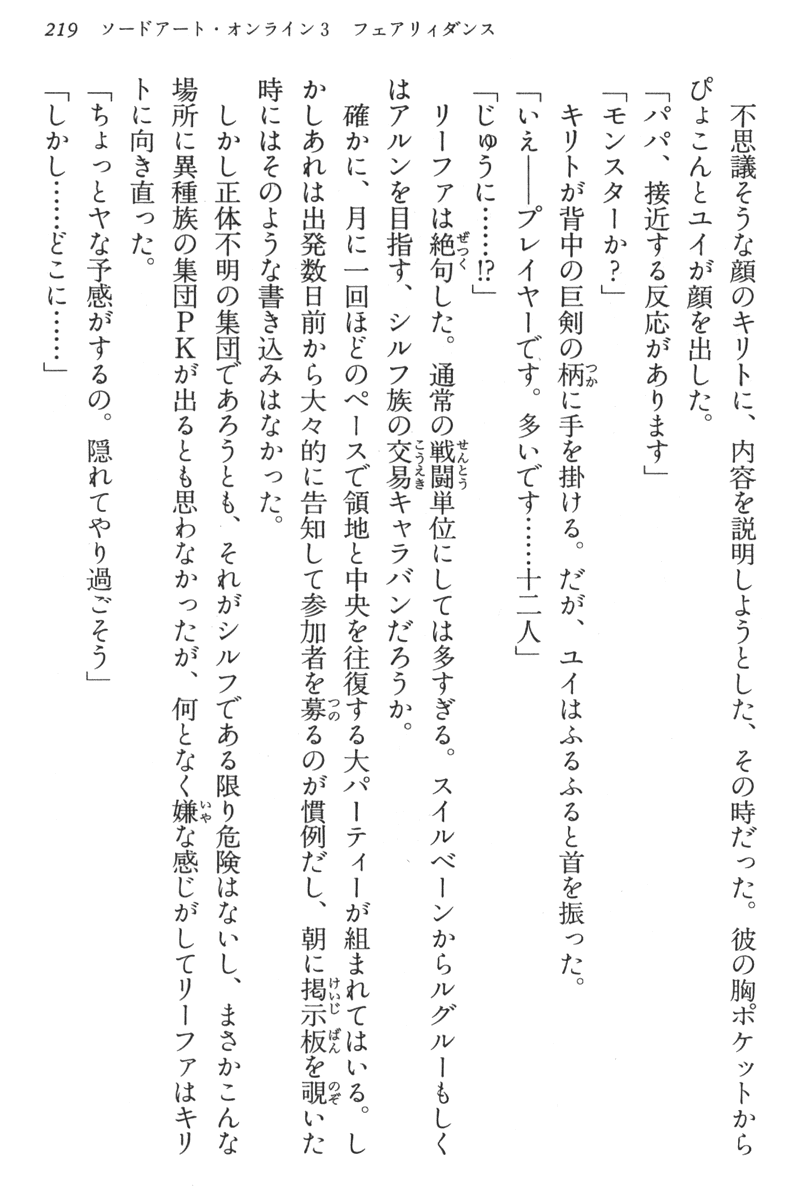 219　ソードアート・オンライン3　フェアリィダンス
　不思議そうな顔のキリトに、内容を説明しようとした、その時だった。彼の胸ポケットから
ぴょこんとユイが顔を出した。
「パパ、接近する反応があります」
「モンスターか？」
　キリトが背中の巨剣の柄に手を掛ける。だが、ユイはふるふると首を振った。
「いえ――プレイヤーです。多いです……十二人」
「じゅうに……⁉」
　リーファは絶句した。通常の戦闘単位にしては多すぎる。スイルベーンからルグルーもしく
はアルンを目指す、シルフ族の交易キャラバンだろうか。
　確かに、月に一回ほどのペースで領地と中央を往復する大パーティーが組まれてはいる。し
かしあれは出発数日前から大々的に告知して参加者を募るのが慣例だし、朝に掲示板を覗いた
時にはそのような書き込みはなかった。
　しかし正体不明の集団であろうとも、それがシルフである限り危険はないし、まさかこんな
場所に異種族の集団PKが出るとも思わなかったが、何となく嫌な感じがしてリーファはキリ
トに向き直った。
「ちょっとヤな予感がするの。隠れてやり過ごそう」
「しかし……どこに……」